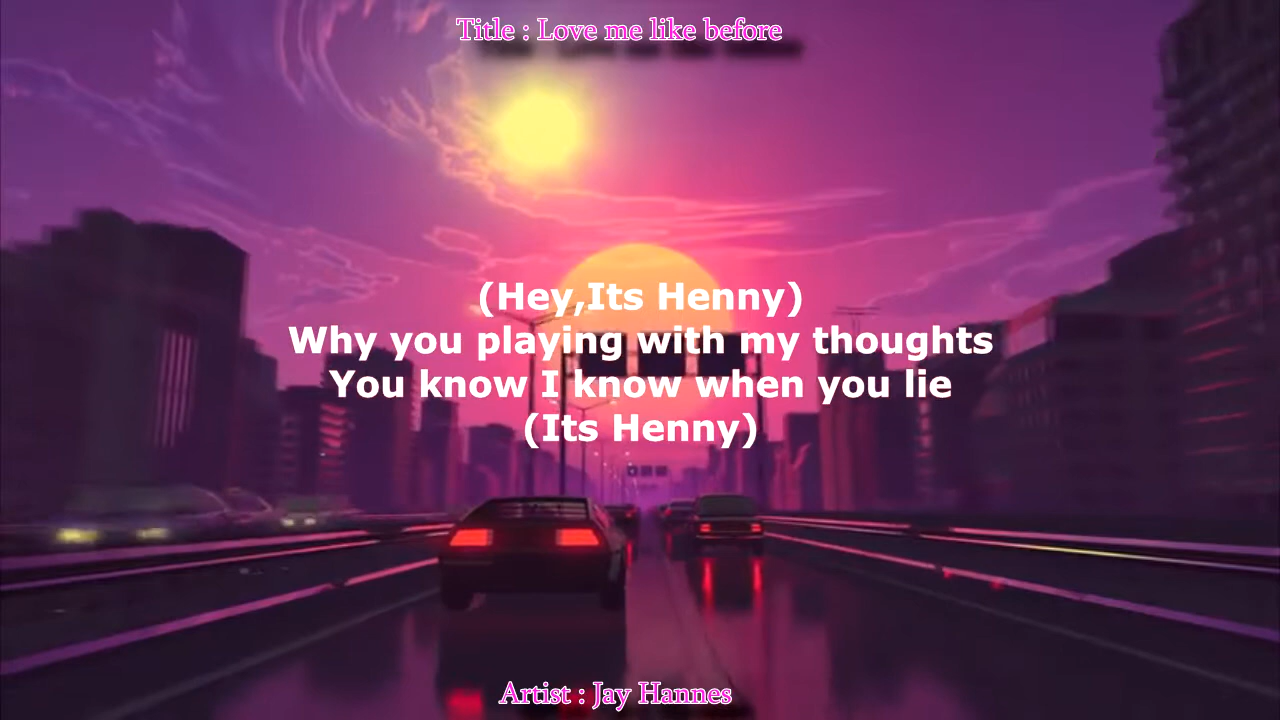 Title : Love me like before
(Hey,Its Henny)
Why you playing with my thoughts
You know I know when you lie
(Its Henny)
Artist : Jay Hannes